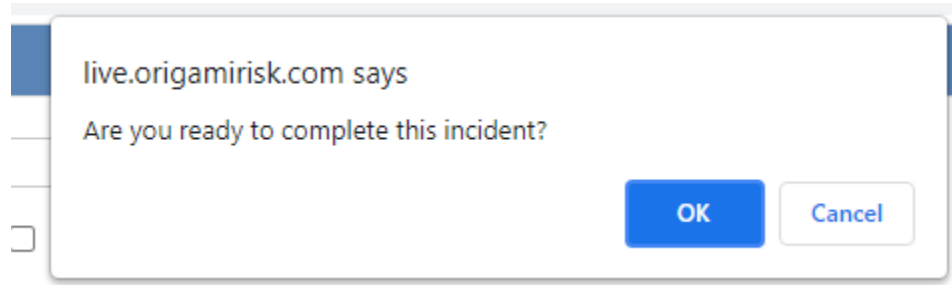 live.origamirisk.com says
Are you ready to complete this incident?
OK
Cancel